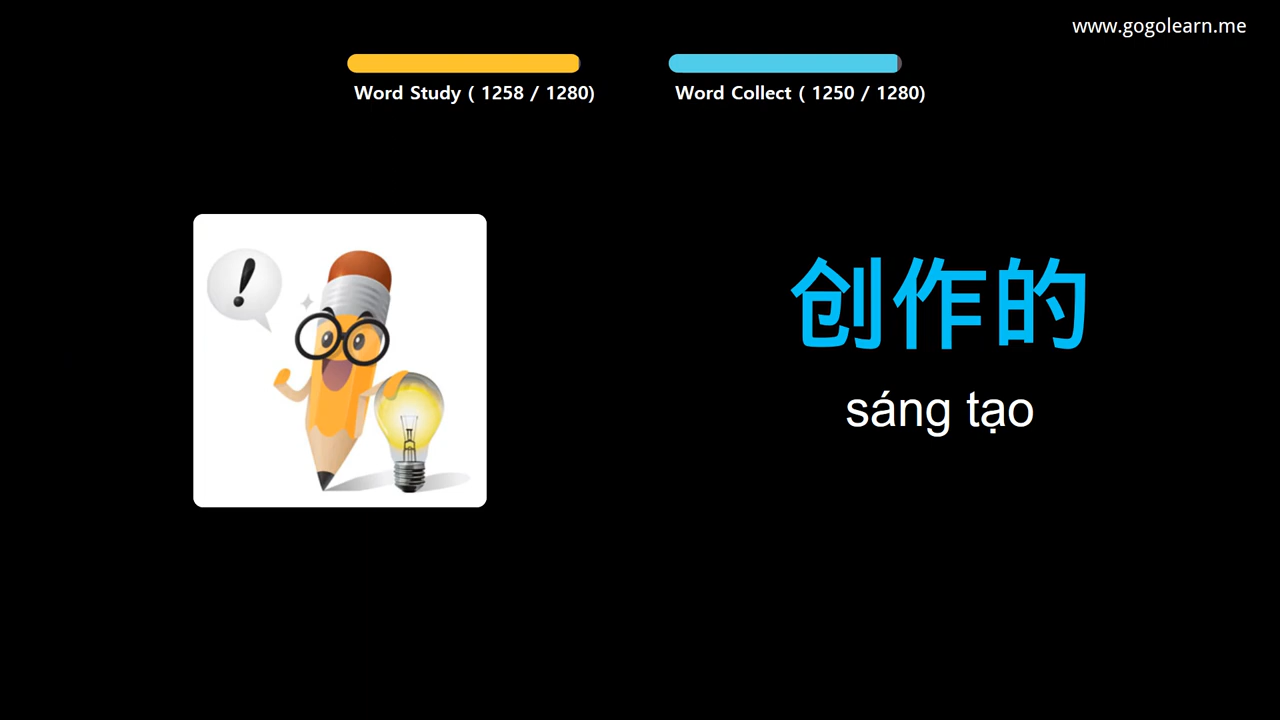 www.gogolearn.me
Word Study ( 1258 / 1280)
Word Collect ( 1250 / 1280)
!
创作的
sáng tạo